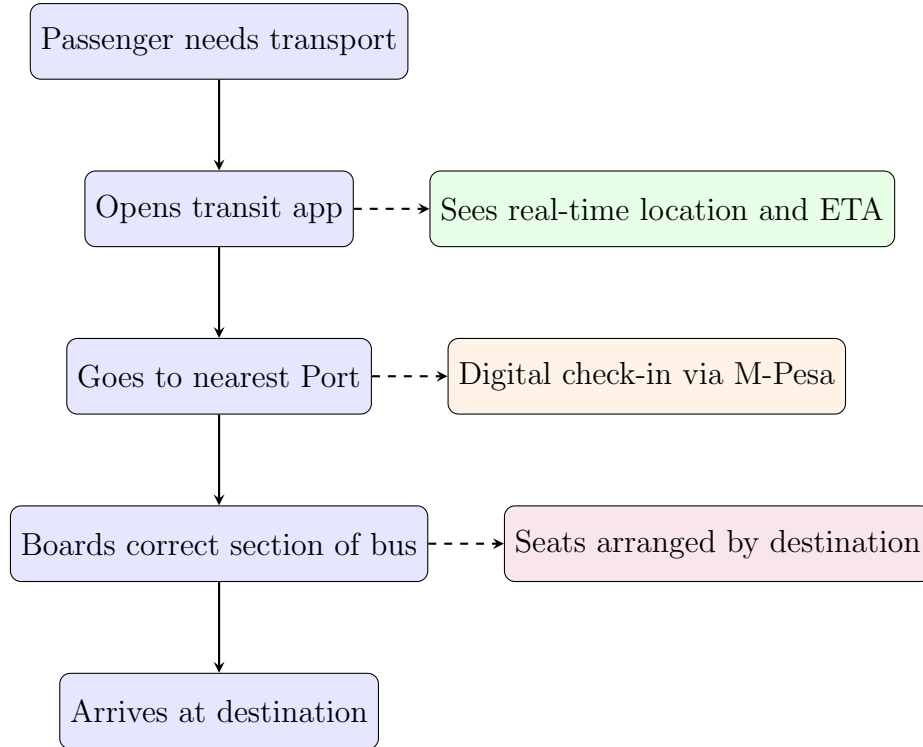 Passenger needs transport
Opens transit app
Sees real-time location and ETA
Goes to nearest Port
Digital check-in via M-Pesa
Boards correct section of bus
Seats arranged by destination
Arrives at destination